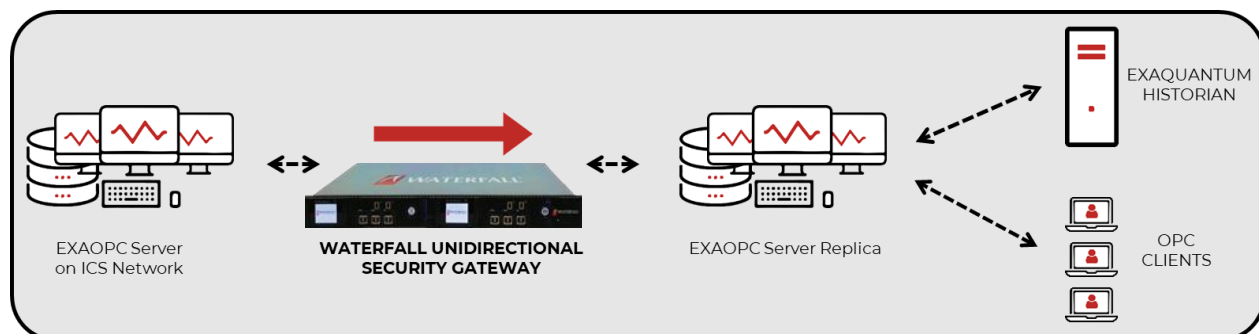 WATERFALL
EXAOPC Server
on ICS Network
WATERFALL UNIDIRECTIONAL
SECURITY GATEWAY
EXAOPC Server Replica
EXAQUANTUM
HISTORIAN
OPC
CLIENTS